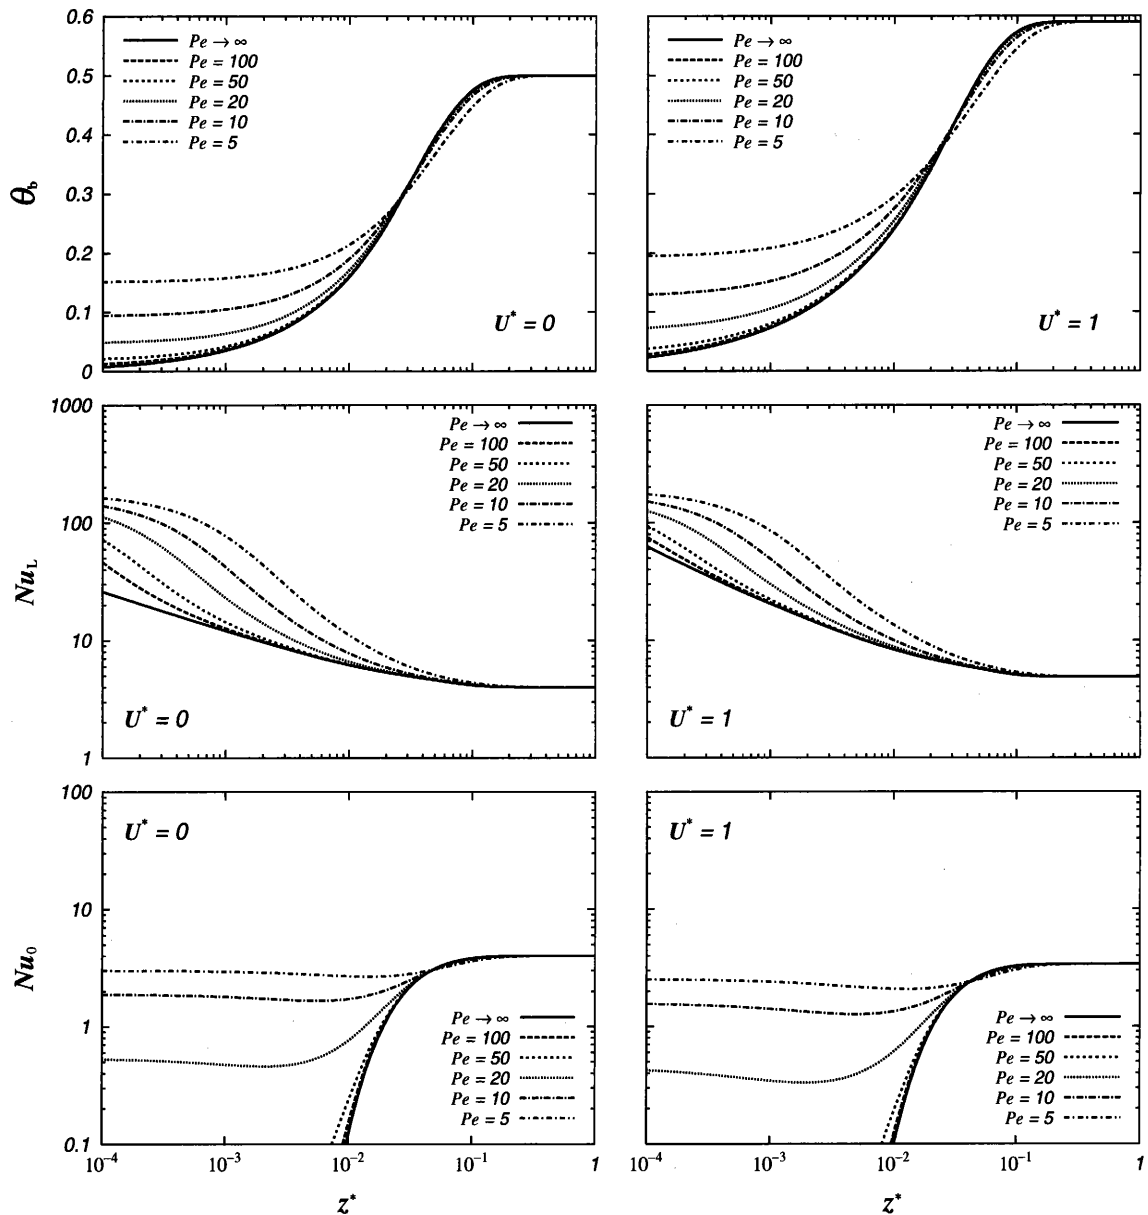 0.6
0.5
0.4
0.3
0.2
0.1
0
θb
Pe → ∞
Pe = 100
Pe = 50
Pe = 20
Pe = 10
Pe = 5
U* = 0
Pe → ∞
Pe = 100
Pe = 50
Pe = 20
Pe = 10
Pe = 5
U* = 1
1000
100
10
1
NuL
Pe → ∞
Pe = 100
Pe = 50
Pe = 20
Pe = 10
Pe = 5
U* = 0
Pe → ∞
Pe = 100
Pe = 50
Pe = 20
Pe = 10
Pe = 5
U* = 1
100
10
1
0.1
Nu0
U* = 0
Pe → ∞
Pe = 100
Pe = 50
Pe = 20
Pe = 10
Pe = 5
10⁻⁴ 10⁻³ 10⁻² 10⁻¹ 1
z*
U* = 1
Pe → ∞
Pe = 100
Pe = 50
Pe = 20
Pe = 10
Pe = 5
10⁻⁴ 10⁻³ 10⁻² 10⁻¹ 1
z*